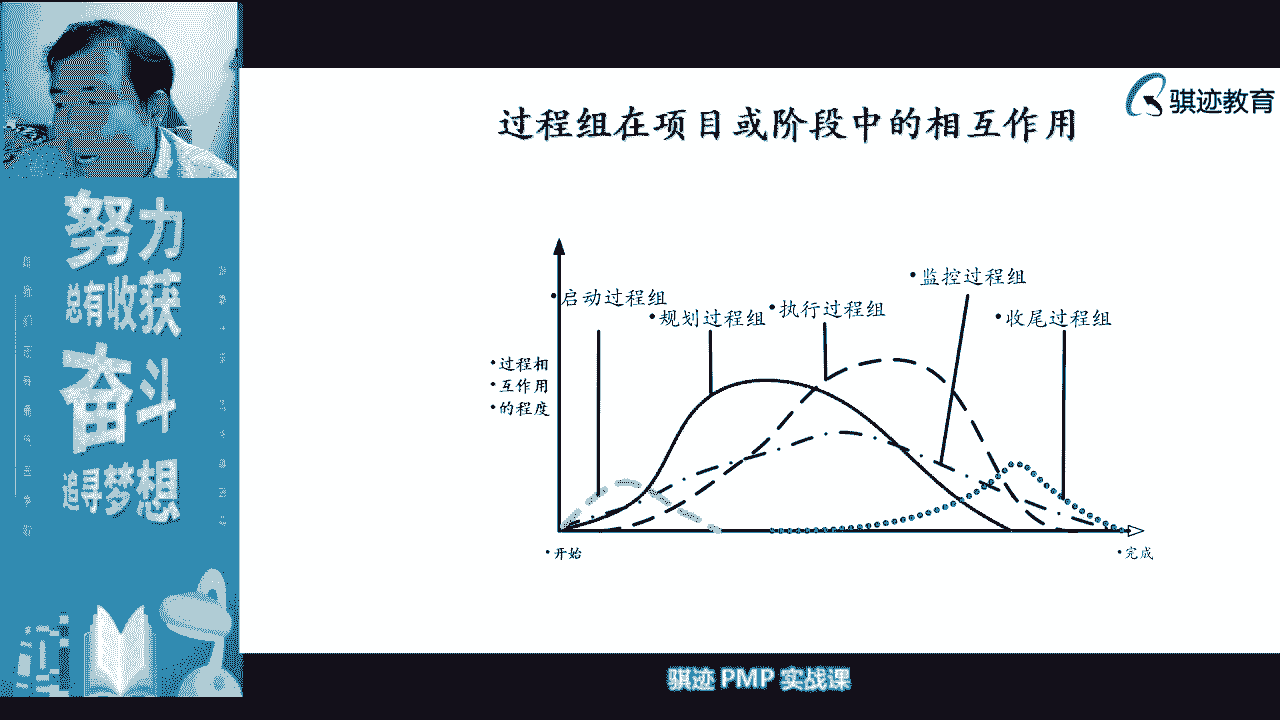 骐迹教育
过程组在项目或阶段中的相互作用
•监控过程组
•启动过程组
•规划过程组
•执行过程组
•收尾过程组
•过程相
•互作用
•的程度
•开始
•完成
努力
总有收获
奋斗
追寻梦想
骐迹 PMP 实战课